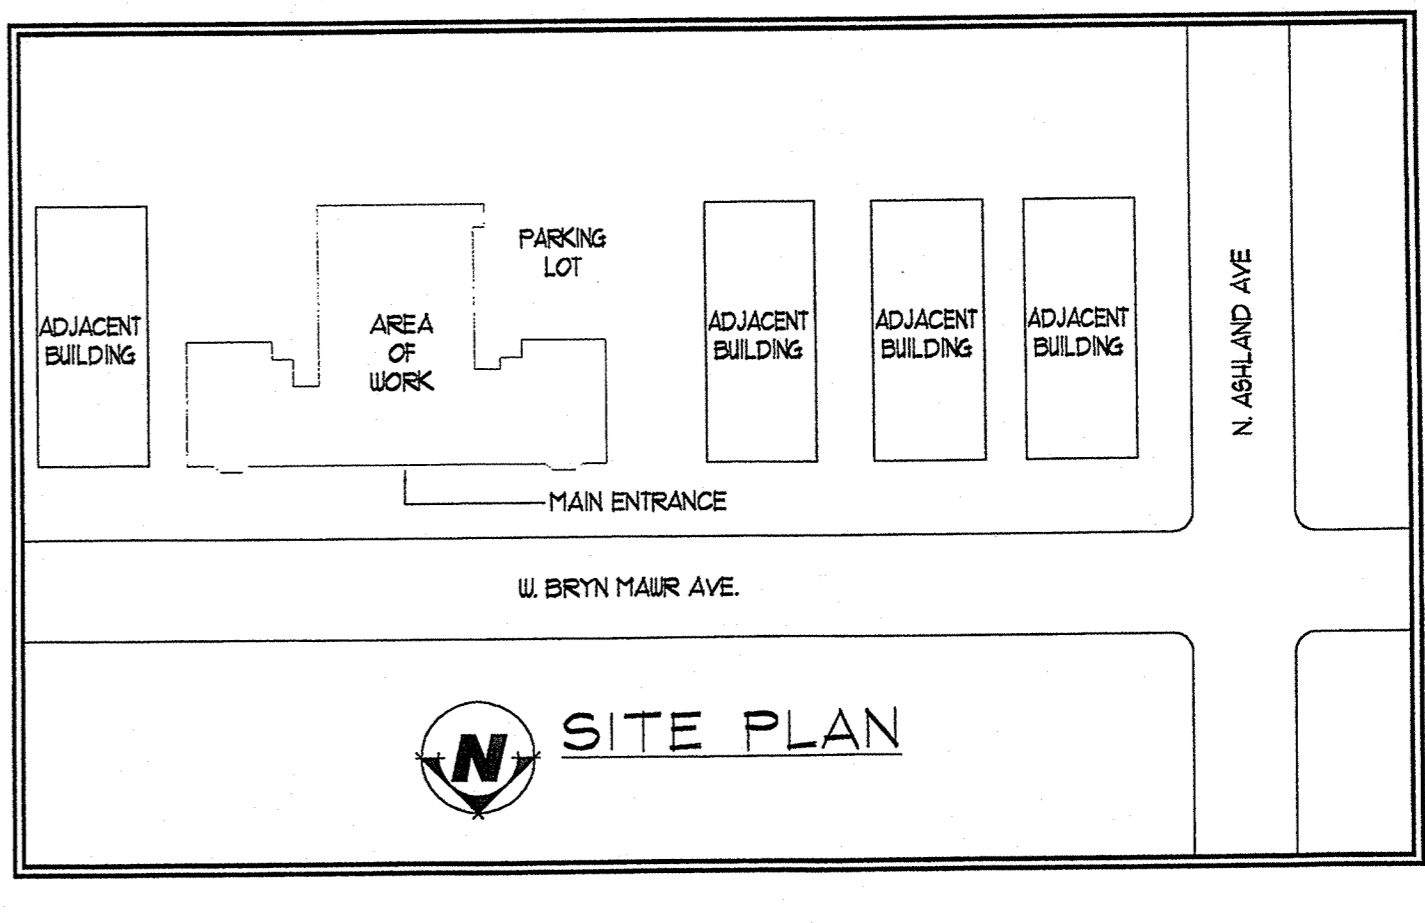 PARKING
LOT
ADJACENT
BUILDING
AREA
OF
WORK
ADJACENT
BUILDING
ADJACENT
BUILDING
ADJACENT
BUILDING
N. ASHLAND AVE
MAIN ENTRANCE
W. BRYN MAWR AVE.
N
SITE PLAN